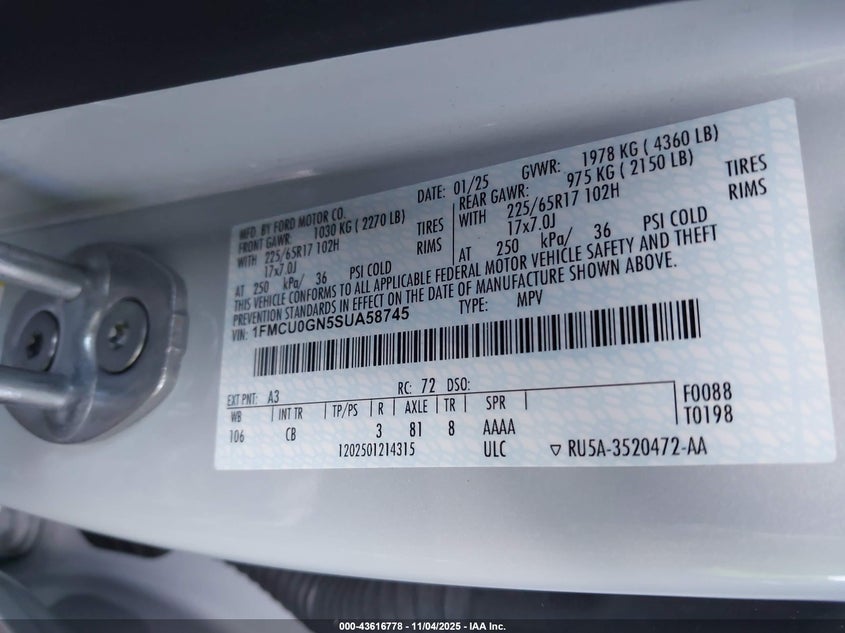 MFD. BY FORD MOTOR CO.
DATE: 01/25 GVWR: 1978 KG ( 4360 LB)
FRONT GAWR: 1030 KG ( 2270 LB)
REAR GAWR: 975 KG ( 2150 LB)
WITH 225/65R17 102H TIRES
WITH 225/65R17 102H TIRES
17x7.0J RIMS
17x7.0J RIMS
AT 250 kPa/ 36 PSI COLD
AT 250 kPa/ 36 PSI COLD
THIS VEHICLE CONFORMS TO ALL APPLICABLE FEDERAL MOTOR VEHICLE SAFETY AND THEFT
PREVENTION STANDARDS IN EFFECT ON THE DATE OF MANUFACTURE SHOWN ABOVE.
VIN: 1FMCU0GN5SUA58745 TYPE: MPV
EXT PNT: A3 RC: 72 DSO:
WB INT TR TP/PS R AXLE TR SPR F0088
106 CB 3 81 8 AAAA T0198
1202501214315 ULC ▽ RU5A-3520472-AA
000-43616778 - 11/04/2025 - IAA Inc.